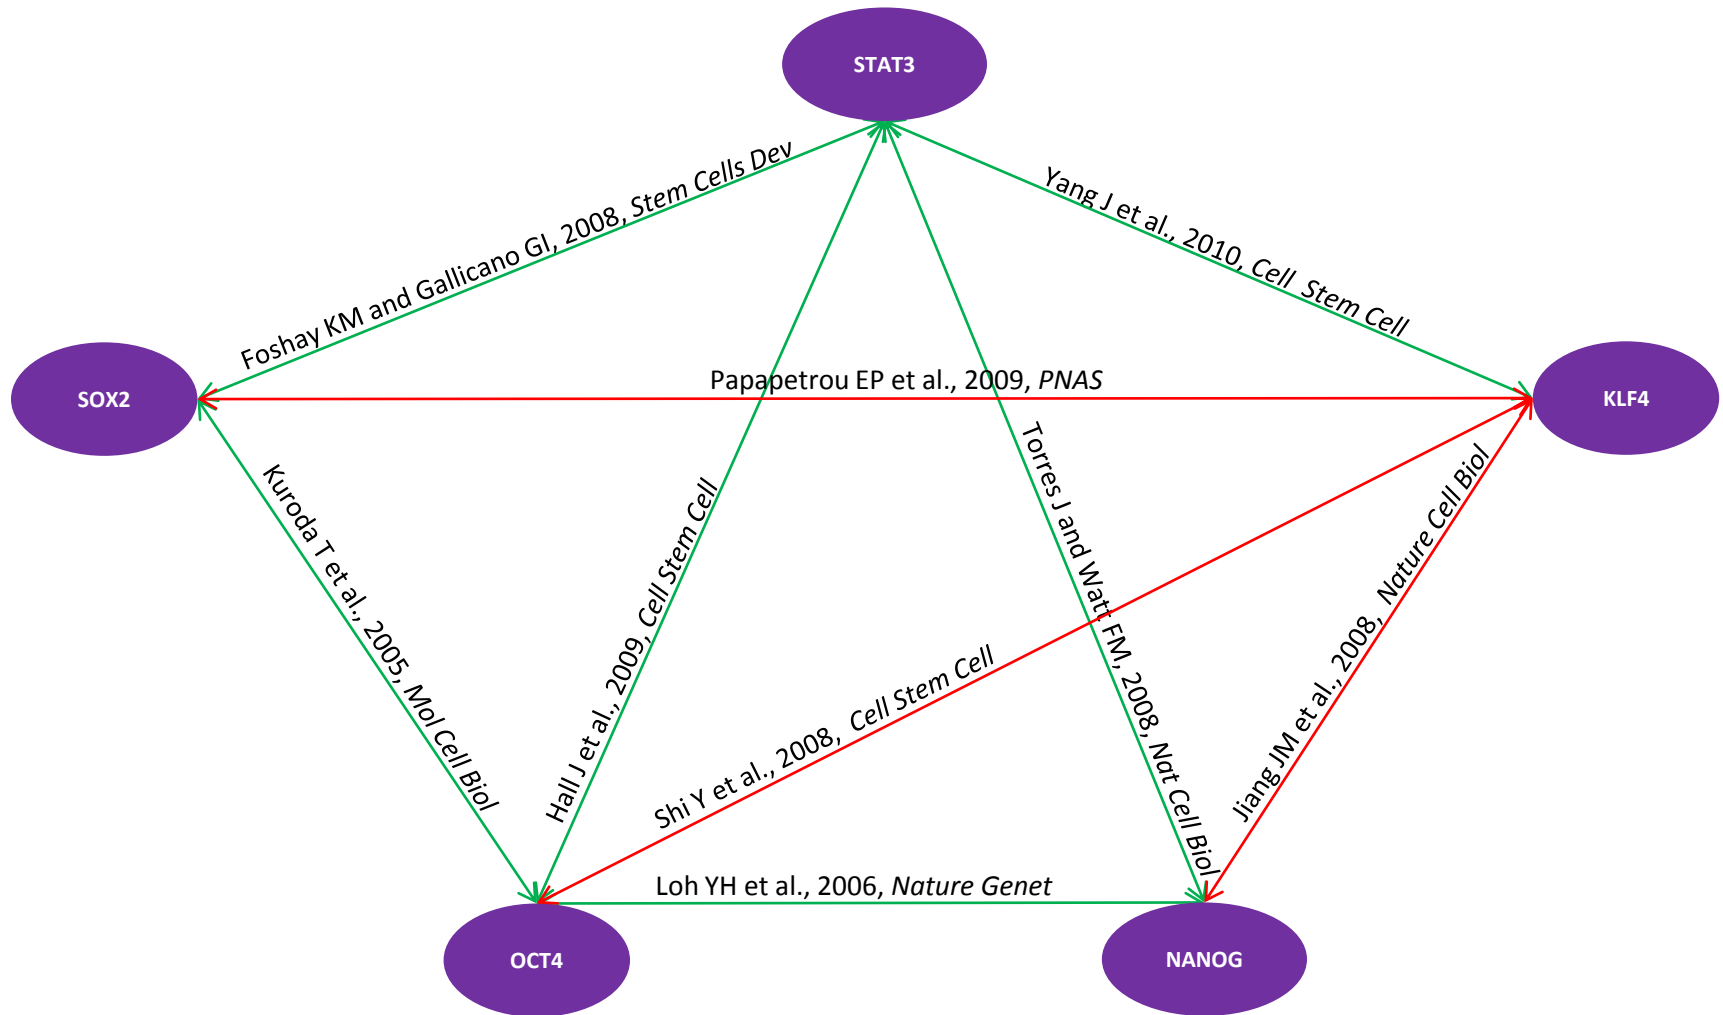 STAT3
Foshay KM and Gallicano GI, 2008, Stem Cells Dev
Yang J et al., 2010, Cell Stem Cell
SOX2
Papapetrou EP et al., 2009, PNAS
KLF4
Kuroda T et al., 2005, Mol Cell Biol
Hall J et al., 2009, Cell Stem Cell
Torres J and Watt FM, 2008, Nat Cell Biol
Shi Y et al., 2008, Cell Stem Cell
Jiang JM et al., 2008, Nature Cell Biol
Loh YH et al., 2006, Nature Genet
OCT4
NANOG